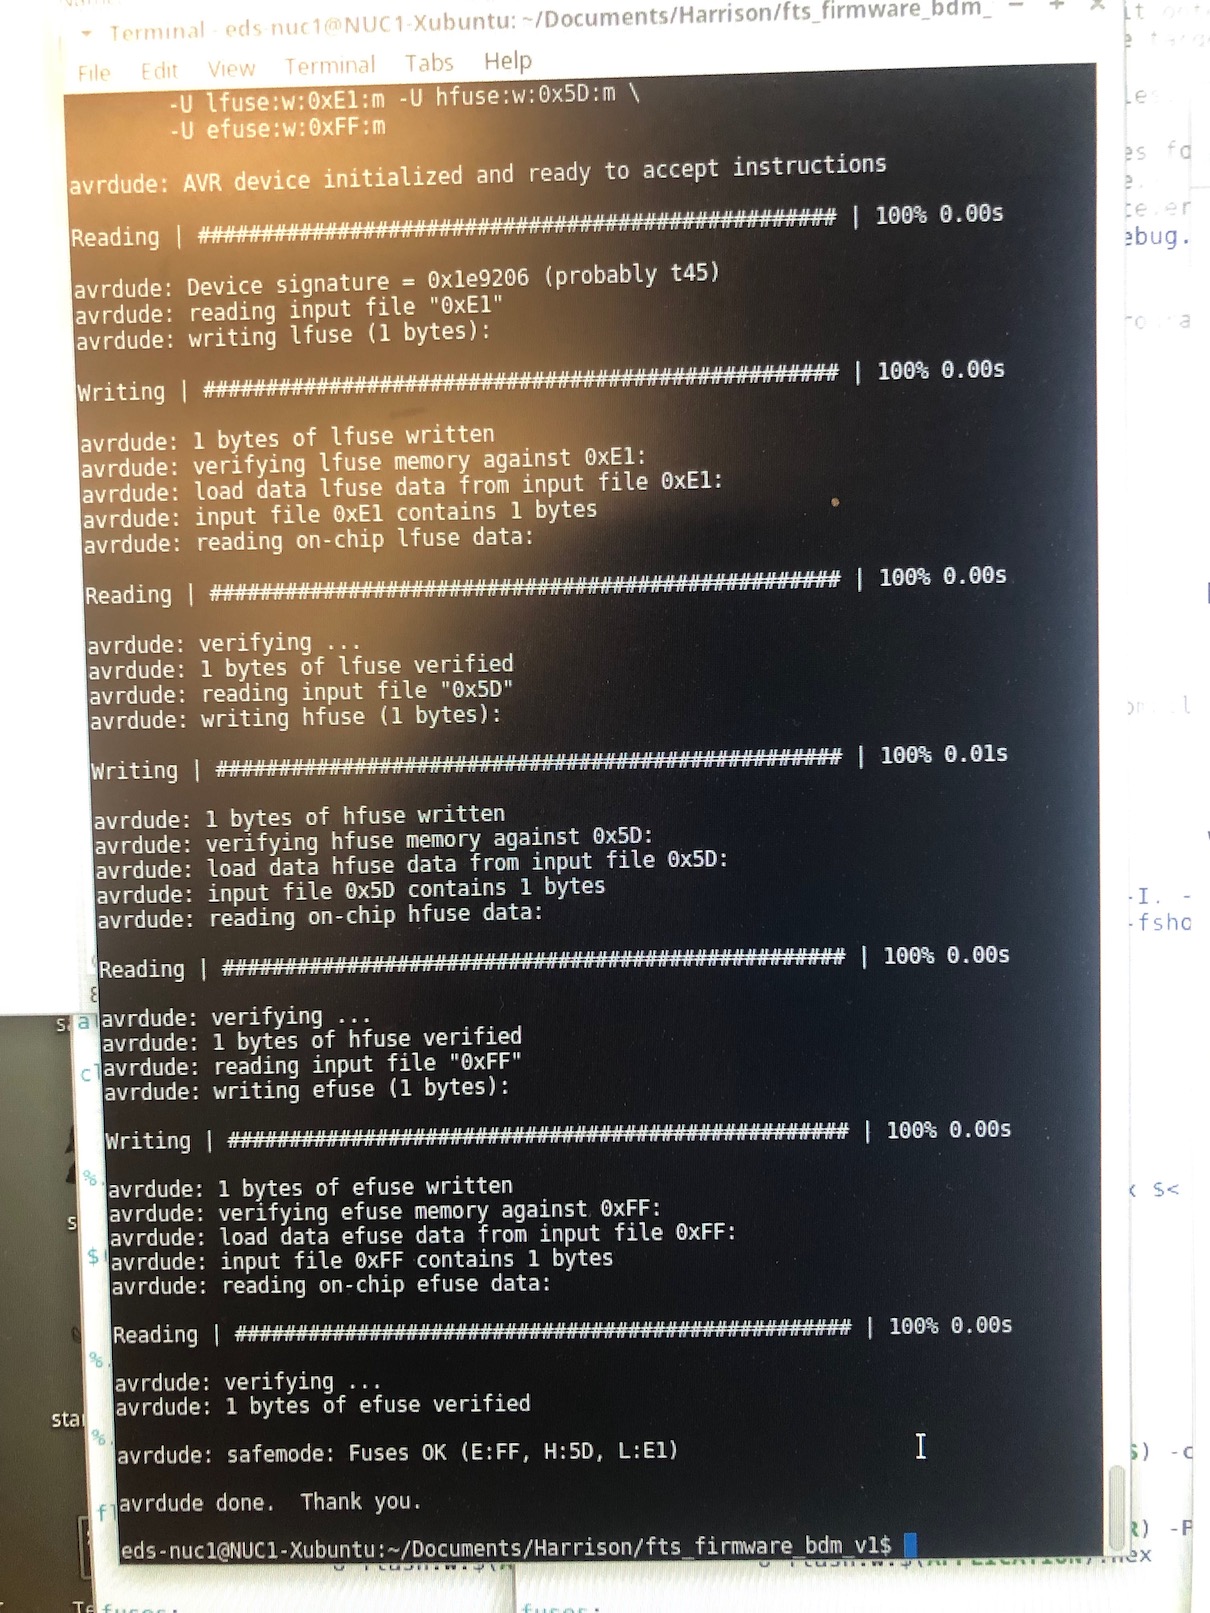 Terminal - eds-nuc1@NUC1-Xubuntu: ~/Documents/Harrison/fts_firmware_bdm_
File Edit View Terminal Tabs Help
-U lfuse:w:0xE1:m -U hfuse:w:0x5D:m \
-U efuse:w:0xFF:m
avrdude: AVR device initialized and ready to accept instructions
Reading | ################################################## | 100% 0.00s
avrdude: Device signature = 0x1e9206 (probably t45)
avrdude: reading input file "0xE1"
avrdude: writing lfuse (1 bytes):
Writing | ################################################## | 100% 0.00s
avrdude: 1 bytes of lfuse written
avrdude: verifying lfuse memory against 0xE1:
avrdude: load data lfuse data from input file 0xE1:
avrdude: input file 0xE1 contains 1 bytes
avrdude: reading on-chip lfuse data:
Reading | ################################################## | 100% 0.00s
avrdude: verifying ...
avrdude: 1 bytes of lfuse verified
avrdude: reading input file "0x5D"
avrdude: writing hfuse (1 bytes):
Writing | ################################################## | 100% 0.01s
avrdude: 1 bytes of hfuse written
avrdude: verifying hfuse memory against 0x5D:
avrdude: load data hfuse data from input file 0x5D:
avrdude: input file 0x5D contains 1 bytes
avrdude: reading on-chip hfuse data:
Reading | ################################################## | 100% 0.00s
avrdude: verifying ...
avrdude: 1 bytes of hfuse verified
avrdude: reading input file "0xFF"
avrdude: writing efuse (1 bytes):
Writing | ################################################## | 100% 0.00s
avrdude: 1 bytes of efuse written
avrdude: verifying efuse memory against 0xFF:
avrdude: load data efuse data from input file 0xFF:
avrdude: input file 0xFF contains 1 bytes
avrdude: reading on-chip efuse data:
Reading | ################################################## | 100% 0.00s
avrdude: verifying ...
avrdude: 1 bytes of efuse verified
avrdude: safemode: Fuses OK (E:FF, H:5D, L:E1)
avrdude done.  Thank you.
eds-nuc1@NUC1-Xubuntu:~/Documents/Harrison/fts_firmware_bdm_v1$